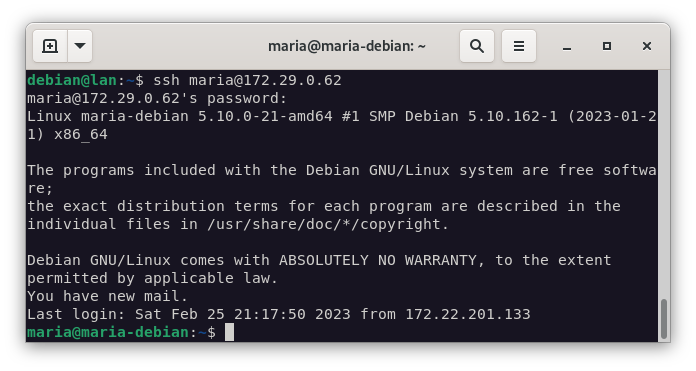 maria@maria-debian: ~
debian@lan:~$ ssh maria@172.29.0.62
maria@172.29.0.62's password:
Linux maria-debian 5.10.0-21-amd64 #1 SMP Debian 5.10.162-1 (2023-01-2
1) x86_64
The programs included with the Debian GNU/Linux system are free softwa
re;
the exact distribution terms for each program are described in the
individual files in /usr/share/doc/*/copyright.
Debian GNU/Linux comes with ABSOLUTELY NO WARRANTY, to the extent
permitted by applicable law.
You have new mail.
Last login: Sat Feb 25 21:17:50 2023 from 172.22.201.133
maria@maria-debian:~$